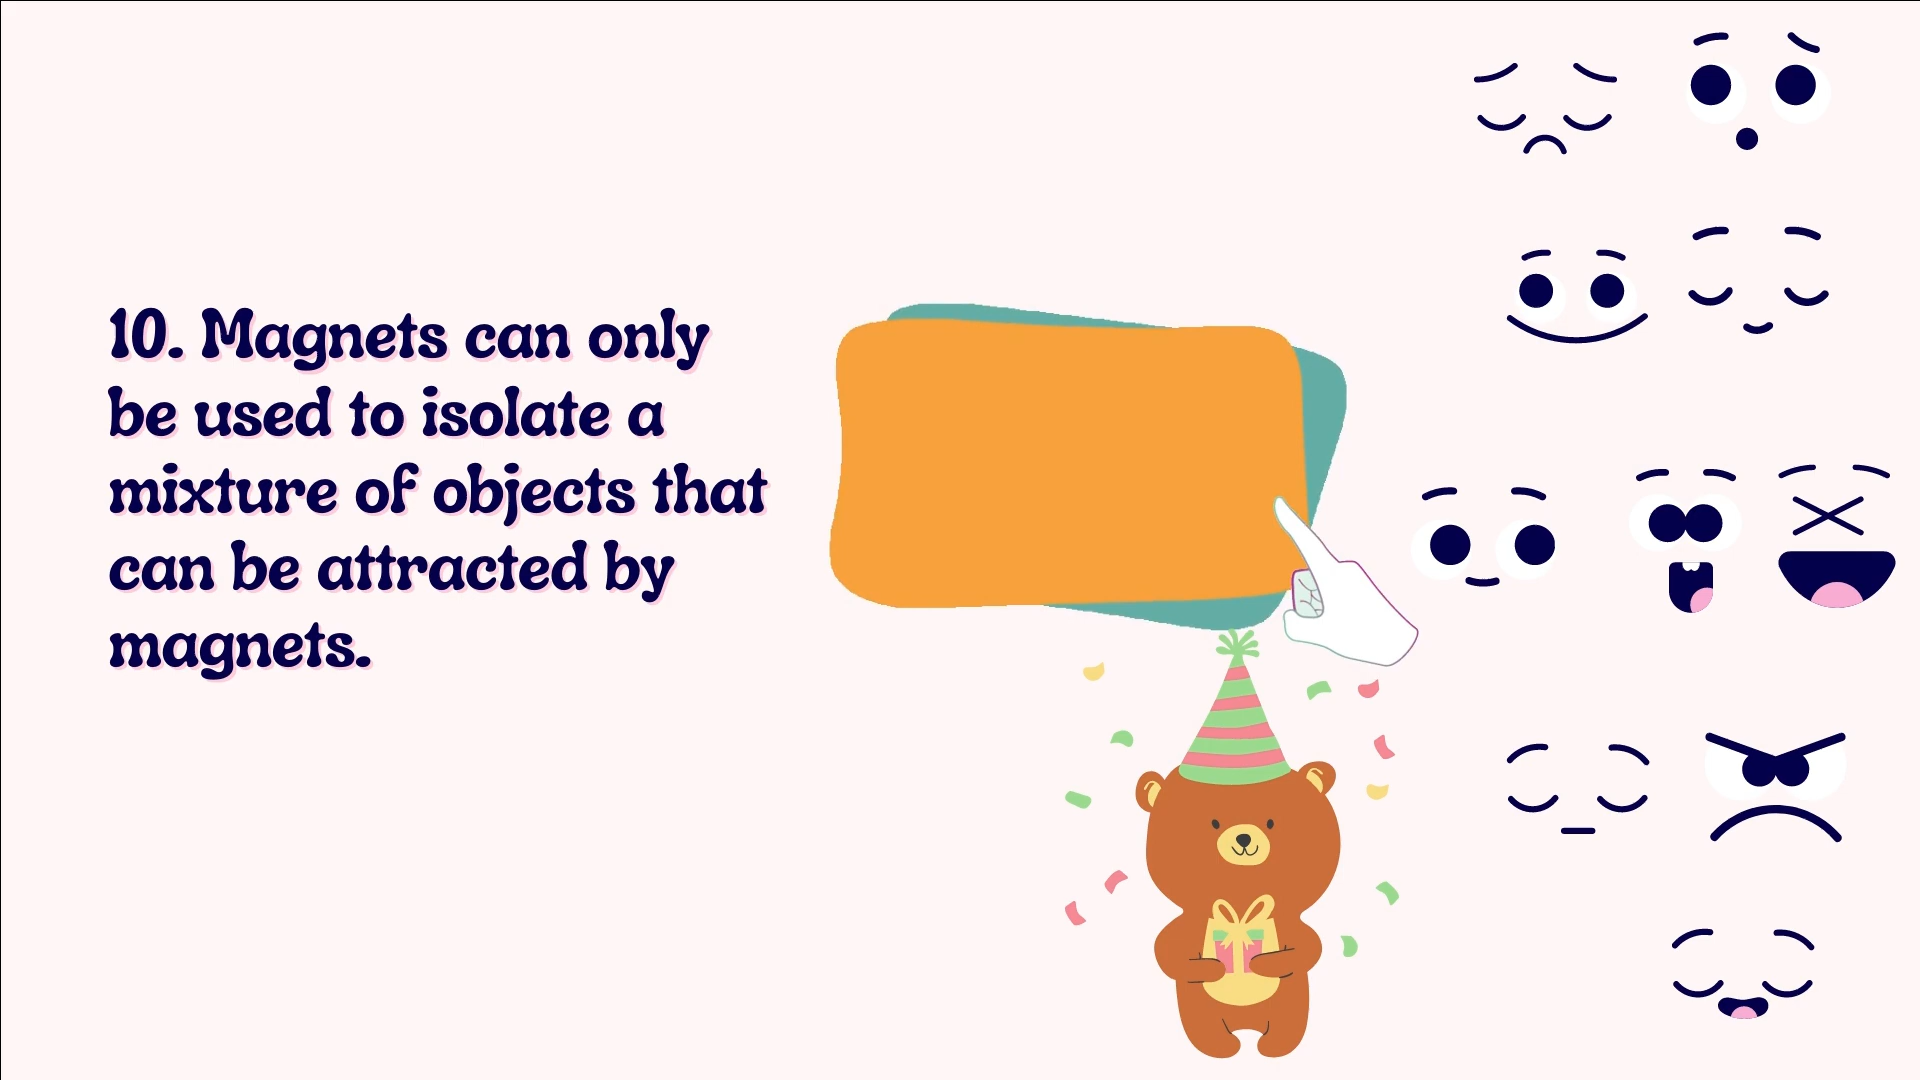 10. Magnets can only
be used to isolate a
mixture of objects that
can be attracted by
magnets.